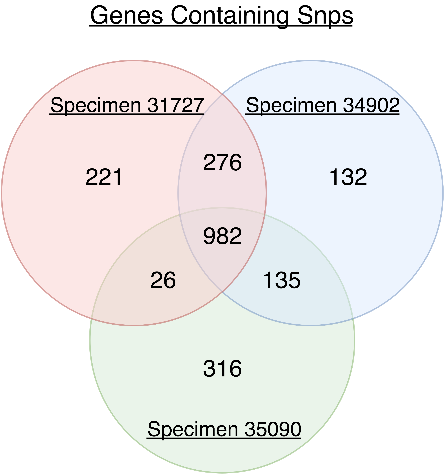 Genes Containing Snps
Specimen 31727
Specimen 34902
221
276
132
982
26
135
316
Specimen 35090